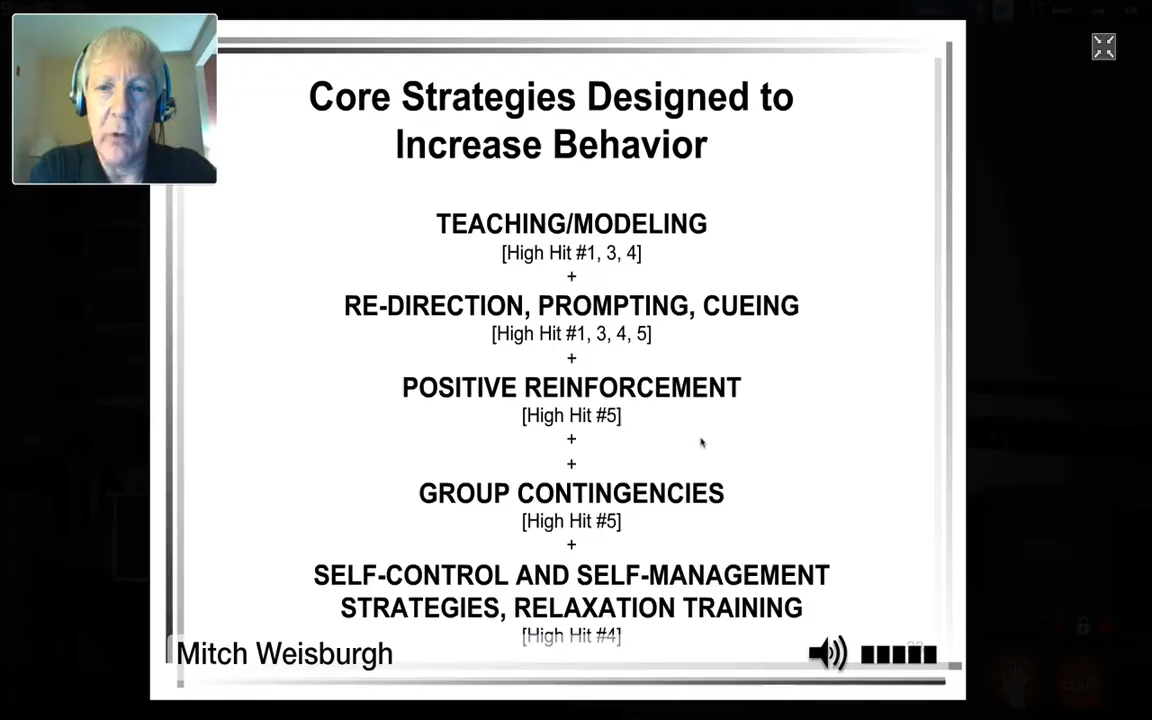 Core Strategies Designed to
Increase Behavior
TEACHING/MODELING
[High Hit #1, 3, 4]
+
RE-DIRECTION, PROMPTING, CUEING
[High Hit #1, 3, 4, 5]
+
POSITIVE REINFORCEMENT
[High Hit #5]
+
+
GROUP CONTINGENCIES
[High Hit #5]
+
SELF-CONTROL AND SELF-MANAGEMENT
STRATEGIES, RELAXATION TRAINING
[High Hit #4]
Mitch Weisburgh